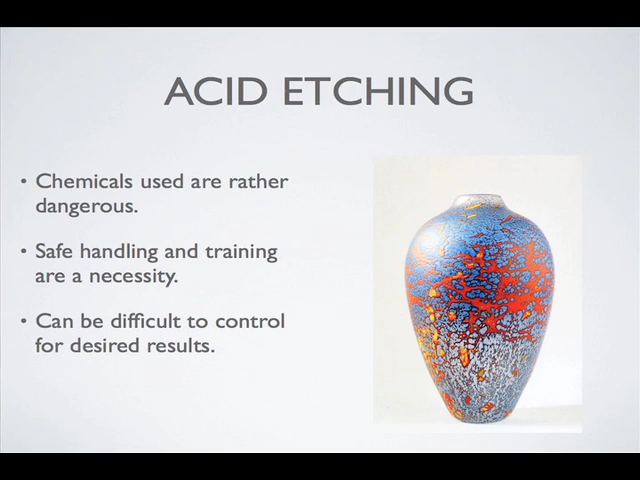 ACID ETCHING
• Chemicals used are rather
dangerous.
• Safe handling and training
are a necessity.
• Can be difficult to control
for desired results.